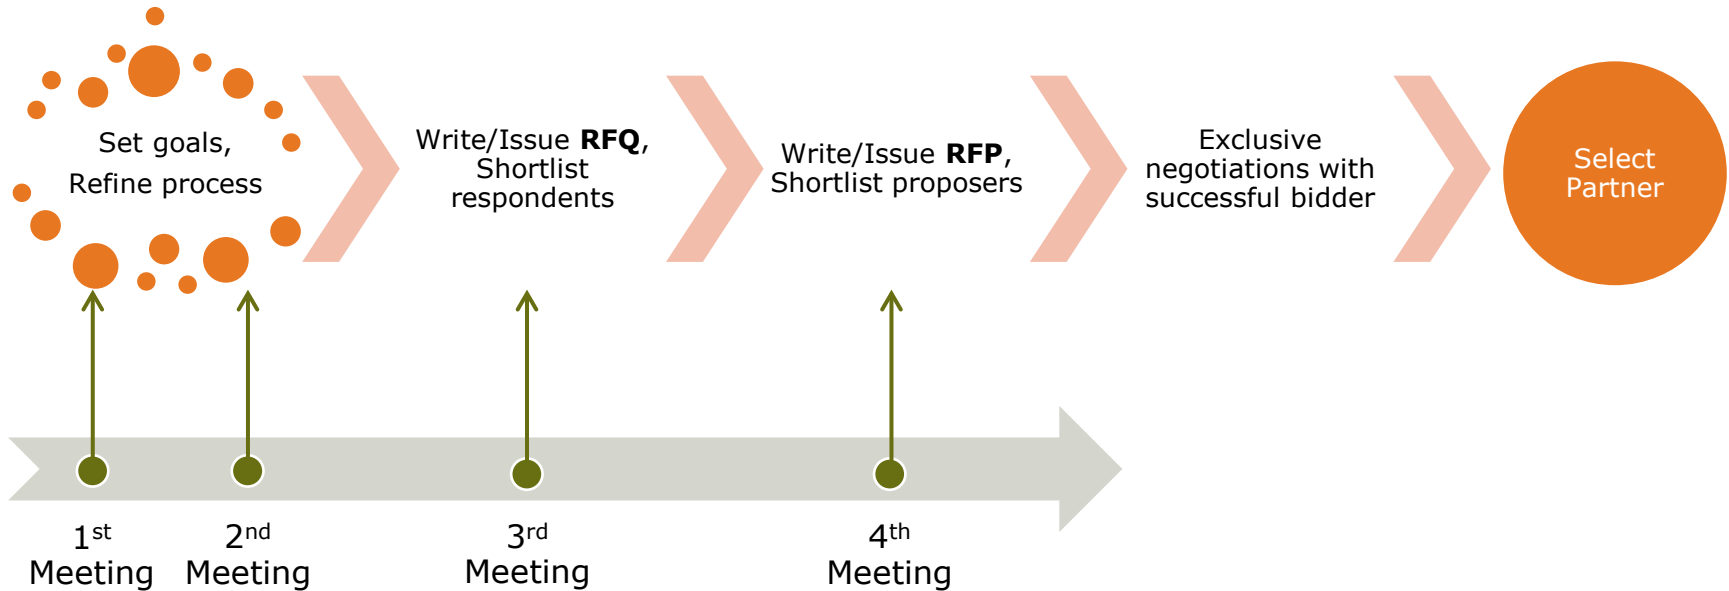 Set goals,
Refine process
Write/Issue RFQ,
Shortlist
respondents
Write/Issue RFP,
Shortlist proposers
Exclusive
negotiations with
successful bidder
Select
Partner
1st
Meeting
2nd
Meeting
3rd
Meeting
4th
Meeting